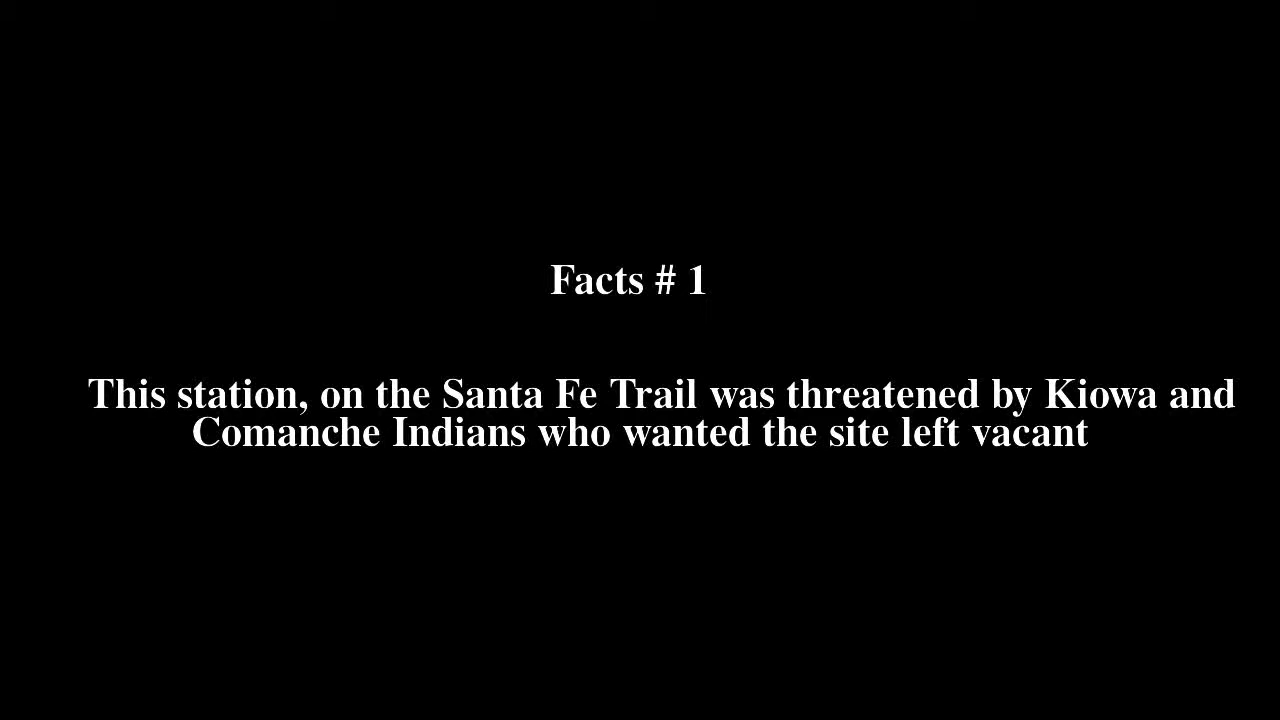 Facts # 1
This station, on the Santa Fe Trail was threatened by Kiowa and
Comanche Indians who wanted the site left vacant